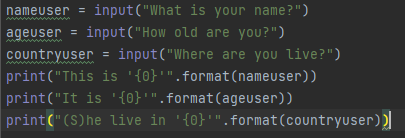 nameuser = input("What is your name?")
ageuser = input("How old are you?")
countryuser = input("Where are you live?")
print("This is '{0}'".format(nameuser))
print("It is '{0}'".format(ageuser))
print("(S)he live in '{0}'".format(countryuser))